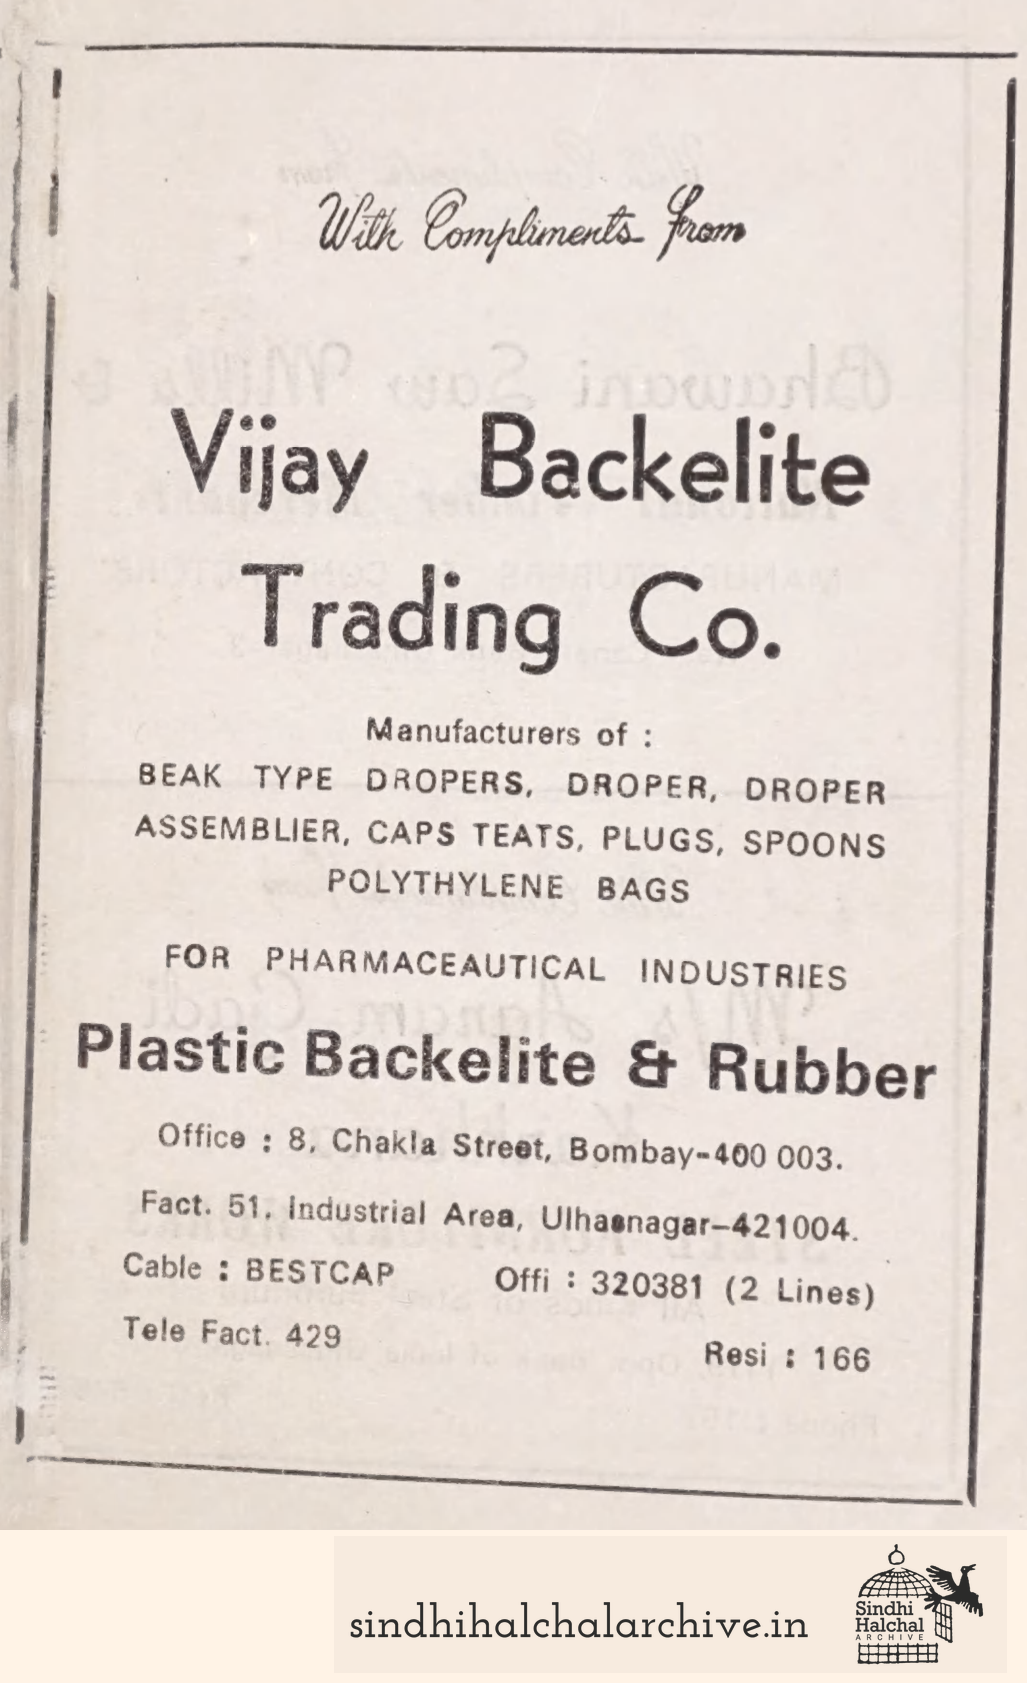 With Compliments from
Vijay Backelite
Trading Co.
Manufacturers of :
BEAK TYPE DROPERS, DROPER, DROPER
ASSEMBLIER, CAPS TEATS, PLUGS, SPOONS
POLYTHYLENE BAGS
FOR PHARMACEAUTICAL INDUSTRIES
Plastic Backelite & Rubber
Office : 8, Chakla Street, Bombay-400 003.
Fact. 51, Industrial Area, Ulhasnagar-421004.
Cable : BESTCAP Offi : 320381 (2 Lines)
Tele Fact. 429
Resi : 166
sindhihalchalarchive.in
Sindhi
Halchal
ARCHIVE